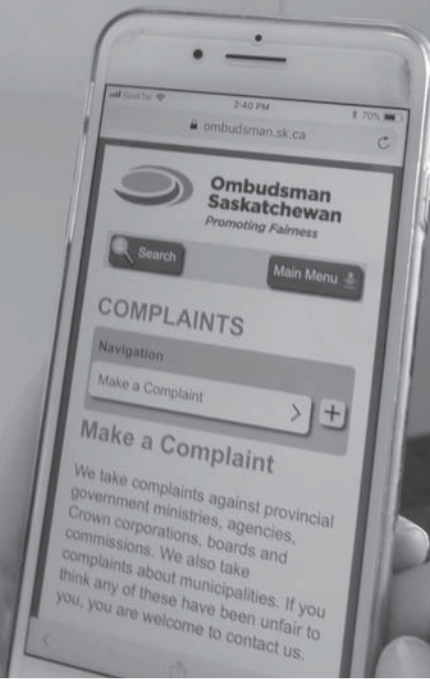 SaskTel
2:40 PM
70%
ombudsman.sk.ca
Ombudsman
Saskatchewan
Promoting Fairness
Search
Main Menu
COMPLAINTS
Navigation
Make a Complaint
Make a Complaint
We take complaints against provincial
government ministries, agencies,
Crown corporations, boards and
commissions. We also take
complaints about municipalities. If you
think any of these have been unfair to
you, you are welcome to contact us.